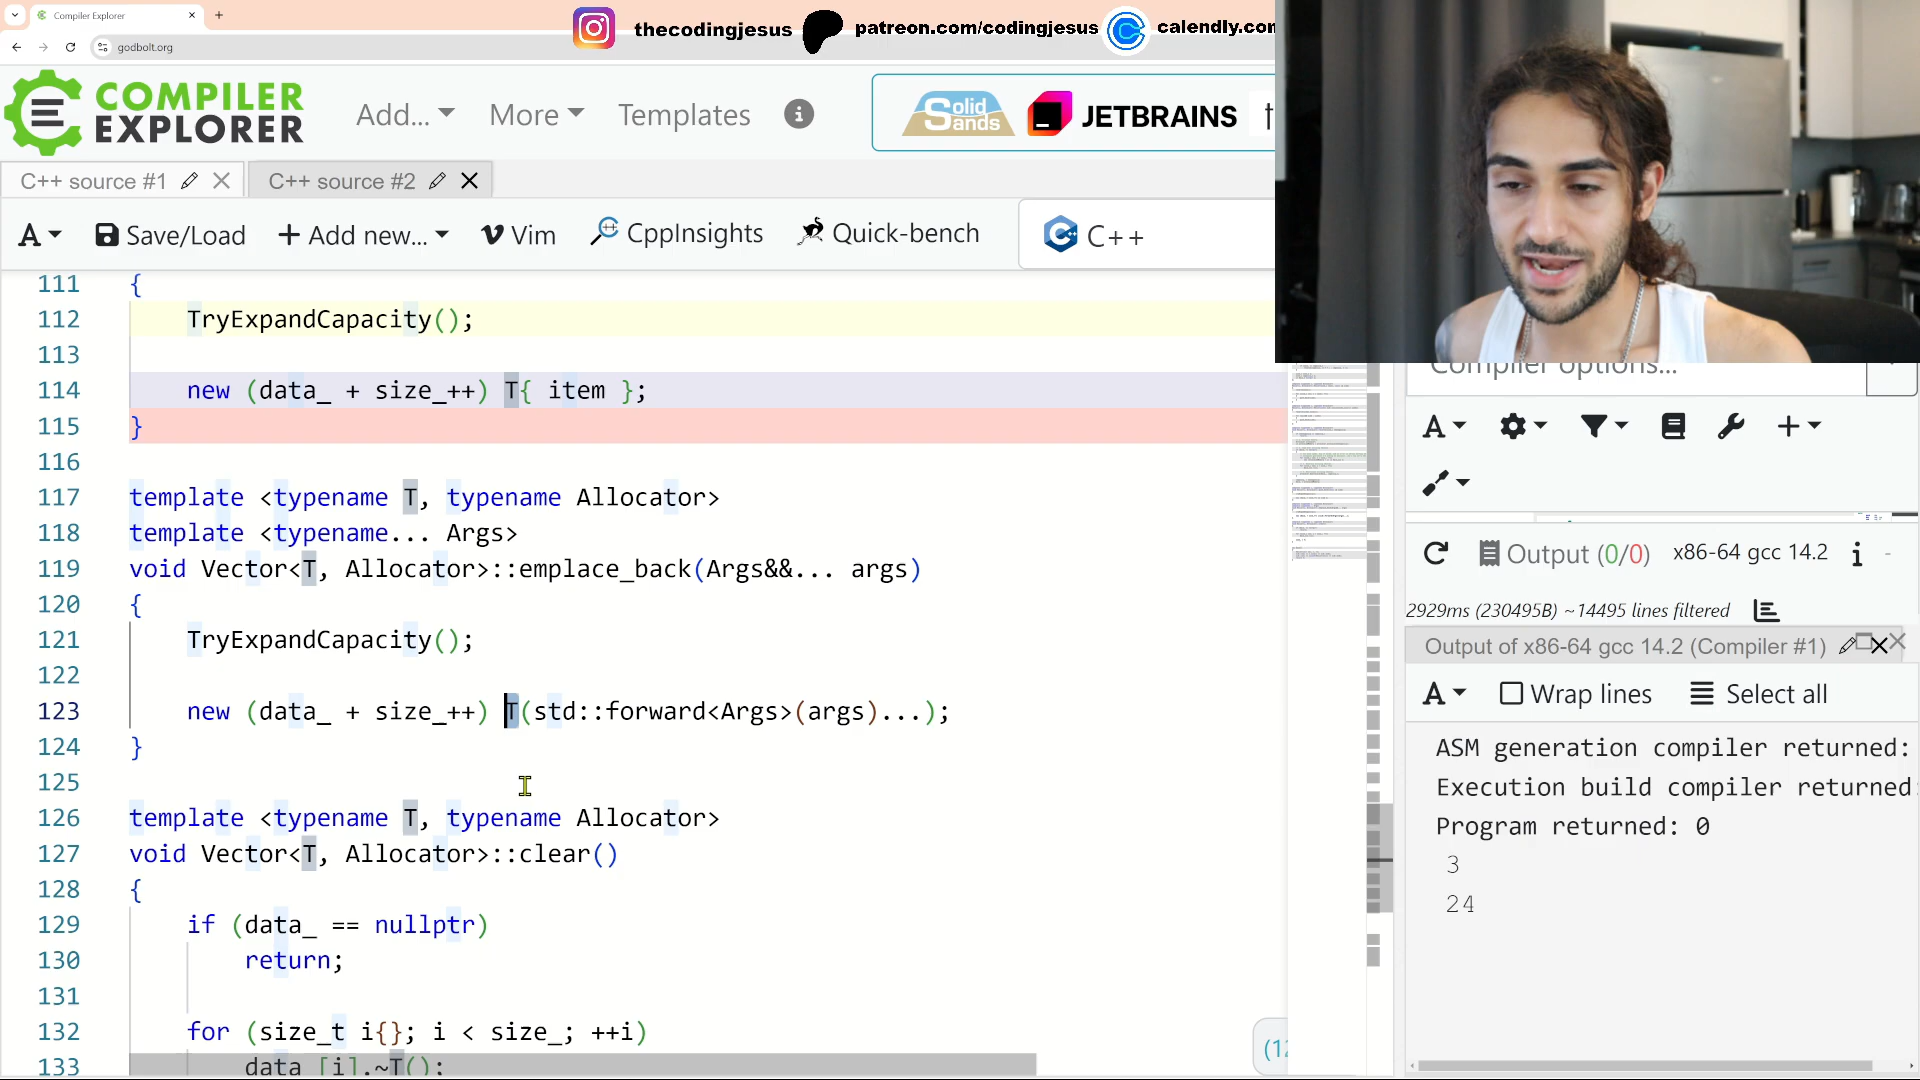 Compiler Explorer
godbolt.org
thecodingjesus
patreon.com/codingjesus
calendly.com
COMPILER
EXPLORER
Add...
More
Templates
Solid
Sands
JETBRAINS
C++ source #1
C++ source #2
A
Save/Load
+ Add new...
Vim
CppInsights
Quick-bench
C++
111 {
112 TryExpandCapacity();
113
114 new (data_ + size_++) T{ item };
115 }
116
117 template <typename T, typename Allocator>
118 template <typename... Args>
119 void Vector<T, Allocator>::emplace_back(Args&&... args)
120 {
121 TryExpandCapacity();
122
123 new (data_ + size_++) T(std::forward<Args>(args)...);
124 }
125
126 template <typename T, typename Allocator>
127 void Vector<T, Allocator>::clear()
128 {
129 if (data_ == nullptr)
130 return;
131
132 for (size_t i{}; i < size_; ++i)
133 data_[i].~T();
Compiler options...
A
Output (0/0) x86-64 gcc 14.2
2929ms (230495B) ~14495 lines filtered
Output of x86-64 gcc 14.2 (Compiler #1)
A Wrap lines Select all
ASM generation compiler returned:
Execution build compiler returned:
Program returned: 0
3
24